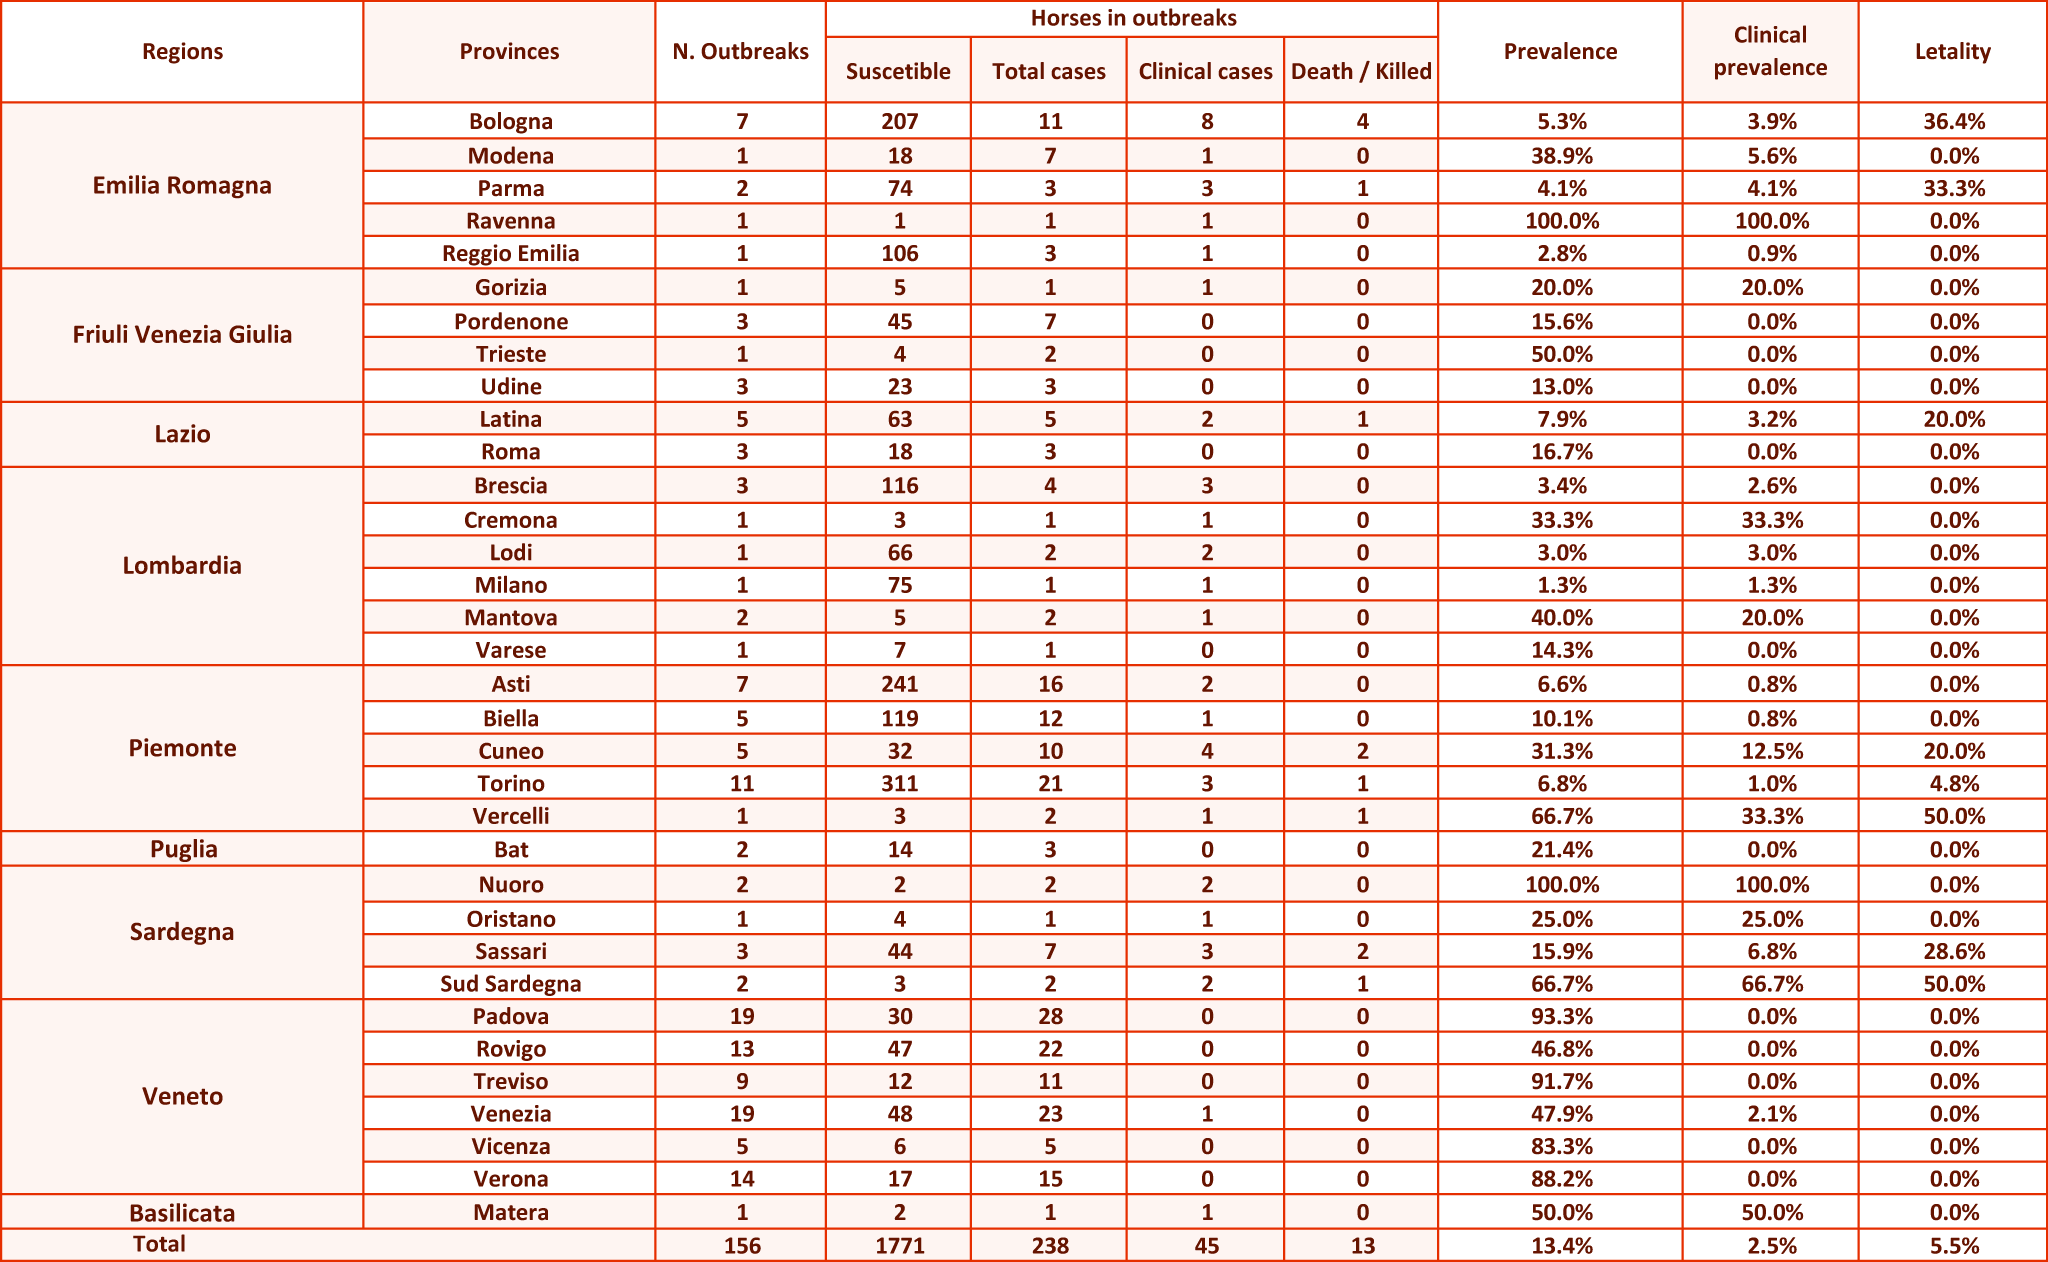 Regions Provinces N. Outbreaks Horses in outbreaks Prevalence Clinical prevalence Letality
Suscetible Total cases Clinical cases Death / Killed
Emilia Romagna Bologna 7 207 11 8 4 5.3% 3.9% 36.4%
Modena 1 18 7 1 0 38.9% 5.6% 0.0%
Parma 2 74 3 3 1 4.1% 4.1% 33.3%
Ravenna 1 1 1 1 0 100.0% 100.0% 0.0%
Reggio Emilia 1 106 3 1 0 2.8% 0.9% 0.0%
Friuli Venezia Giulia Gorizia 1 5 1 1 0 20.0% 20.0% 0.0%
Pordenone 3 45 7 0 0 15.6% 0.0% 0.0%
Trieste 1 4 2 0 0 50.0% 0.0% 0.0%
Udine 3 23 3 0 0 13.0% 0.0% 0.0%
Lazio Latina 5 63 5 2 1 7.9% 3.2% 20.0%
Roma 3 18 3 0 0 16.7% 0.0% 0.0%
Lombardia Brescia 3 116 4 3 0 3.4% 2.6% 0.0%
Cremona 1 3 1 1 0 33.3% 33.3% 0.0%
Lodi 1 66 2 2 0 3.0% 3.0% 0.0%
Milano 1 75 1 1 0 1.3% 1.3% 0.0%
Mantova 2 5 2 1 0 40.0% 20.0% 0.0%
Varese 1 7 1 0 0 14.3% 0.0% 0.0%
Piemonte Asti 7 241 16 2 0 6.6% 0.8% 0.0%
Biella 5 119 12 1 0 10.1% 0.8% 0.0%
Cuneo 5 32 10 4 2 31.3% 12.5% 20.0%
Torino 11 311 21 3 1 6.8% 1.0% 4.8%
Vercelli 1 3 2 1 1 66.7% 33.3% 50.0%
Puglia Bat 2 14 3 0 0 21.4% 0.0% 0.0%
Sardegna Nuoro 2 2 2 2 0 100.0% 100.0% 0.0%
Oristano 1 4 1 1 0 25.0% 25.0% 0.0%
Sassari 3 44 7 3 2 15.9% 6.8% 28.6%
Sud Sardegna 2 3 2 2 1 66.7% 66.7% 50.0%
Veneto Padova 19 30 28 0 0 93.3% 0.0% 0.0%
Rovigo 13 47 22 0 0 46.8% 0.0% 0.0%
Treviso 9 12 11 0 0 91.7% 0.0% 0.0%
Venezia 19 48 23 1 0 47.9% 2.1% 0.0%
Vicenza 5 6 5 0 0 83.3% 0.0% 0.0%
Verona 14 17 15 0 0 88.2% 0.0% 0.0%
Basilicata Matera 1 2 1 1 0 50.0% 50.0% 0.0%
Total 156 1771 238 45 13 13.4% 2.5% 5.5%